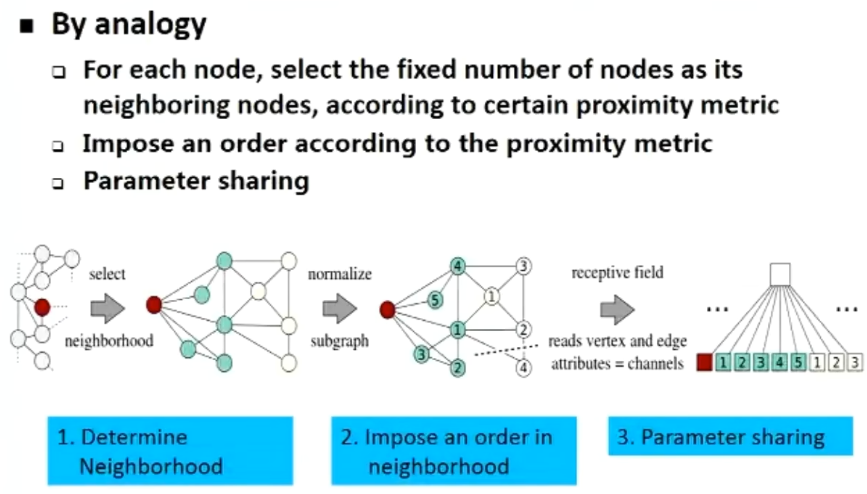 By analogy
For each node, select the fixed number of nodes as its
neighboring nodes, according to certain proximity metric
Impose an order according to the proximity metric
Parameter sharing
select
neighborhood
normalize
subgraph
4
3
5
1
1
2
3
2
4
receptive field
reads vertex and edge
attributes = channels
...
...
1 2 3 4 5 1 2 3
1. Determine
Neighborhood
2. Impose an order in
neighborhood
3. Parameter sharing